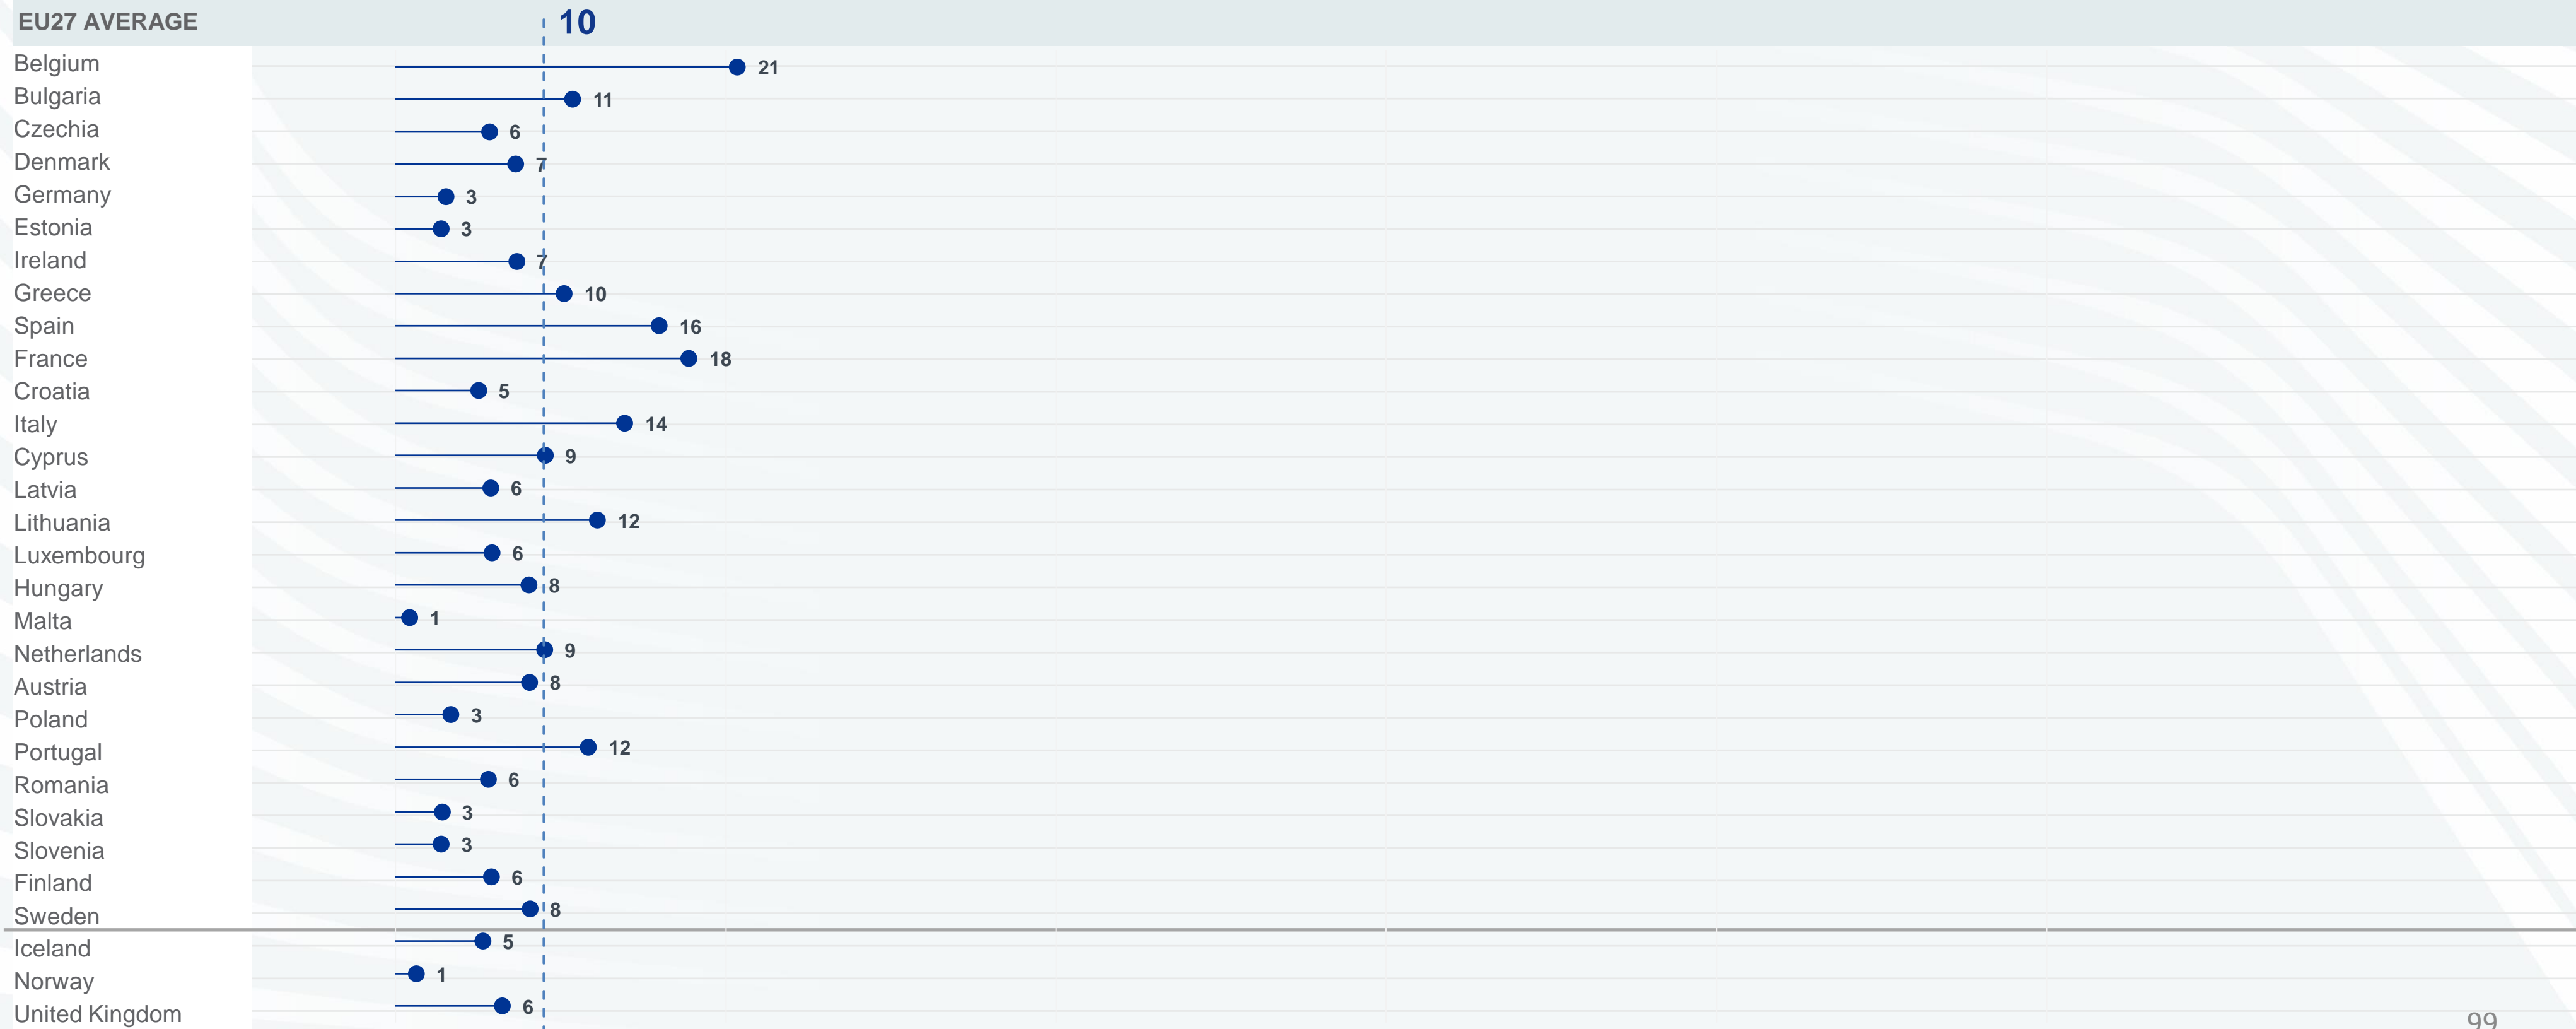 EU27 AVERAGE 10
Belgium 21
Bulgaria 11
Czechia 6
Denmark 7
Germany 3
Estonia 3
Ireland 7
Greece 10
Spain 16
France 18
Croatia 5
Italy 14
Cyprus 9
Latvia 6
Lithuania 12
Luxembourg 6
Hungary 8
Malta 1
Netherlands 9
Austria 8
Poland 3
Portugal 12
Romania 6
Slovakia 3
Slovenia 3
Finland 6
Sweden 8
Iceland 5
Norway 1
United Kingdom 6
99